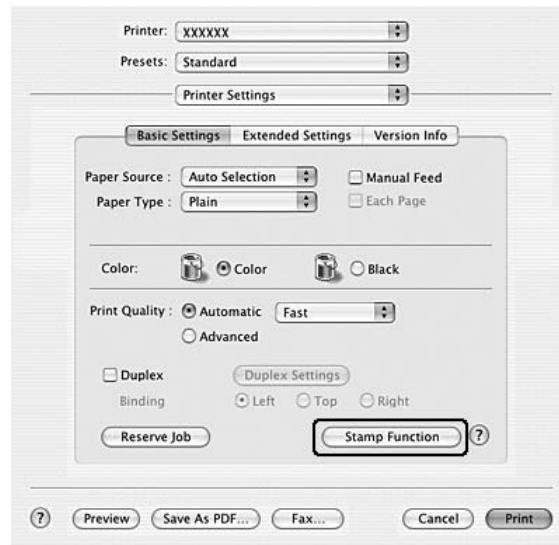 Printer: XXXXXX
Presets: Standard
Printer Settings
Basic Settings Extended Settings Version Info
Paper Source : Auto Selection Manual Feed
Paper Type : Plain Each Page
Color: Color Black
Print Quality : Automatic Fast
Advanced
Duplex Duplex Settings
Binding Left Top Right
Reserve Job Stamp Function ?
? Preview Save As PDF... Fax... Cancel Print